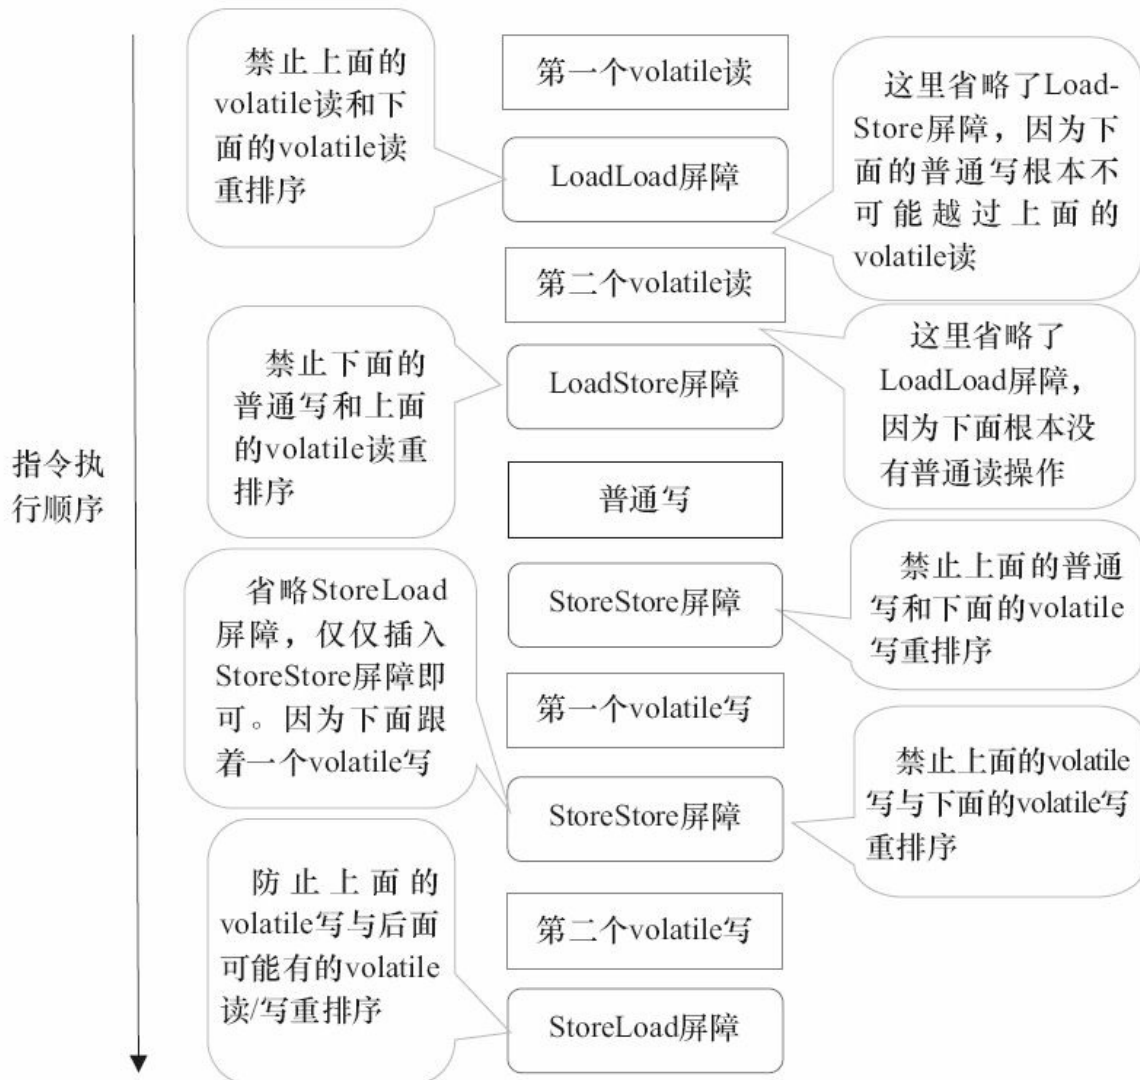 禁止上面的
volatile读和下
面的volatile读
重排序
第一个volatile读
LoadLoad屏障
这里省略了Load-
Store屏障，因为下
面的普通写根本不
可能越过上面的
volatile读
第二个volatile读
禁止下面的
普通写和上面
的volatile读重
排序
LoadStore屏障
这里省略了
LoadLoad屏障，
因为下面根本没
有普通读操作
指令执
行顺序
普通写
省略StoreLoad
屏障，仅仅插入
StoreStore屏障即
可。因为下面跟
着一个volatile写
StoreStore屏障
禁止上面的普通
写和下面的volatile
写重排序
第一个volatile写
StoreStore屏障
禁止上面的volatile
写与下面的volatile写
重排序
防止上面的
volatile写与后面
可能有的volatile
读/写重排序
第二个volatile写
StoreLoad屏障